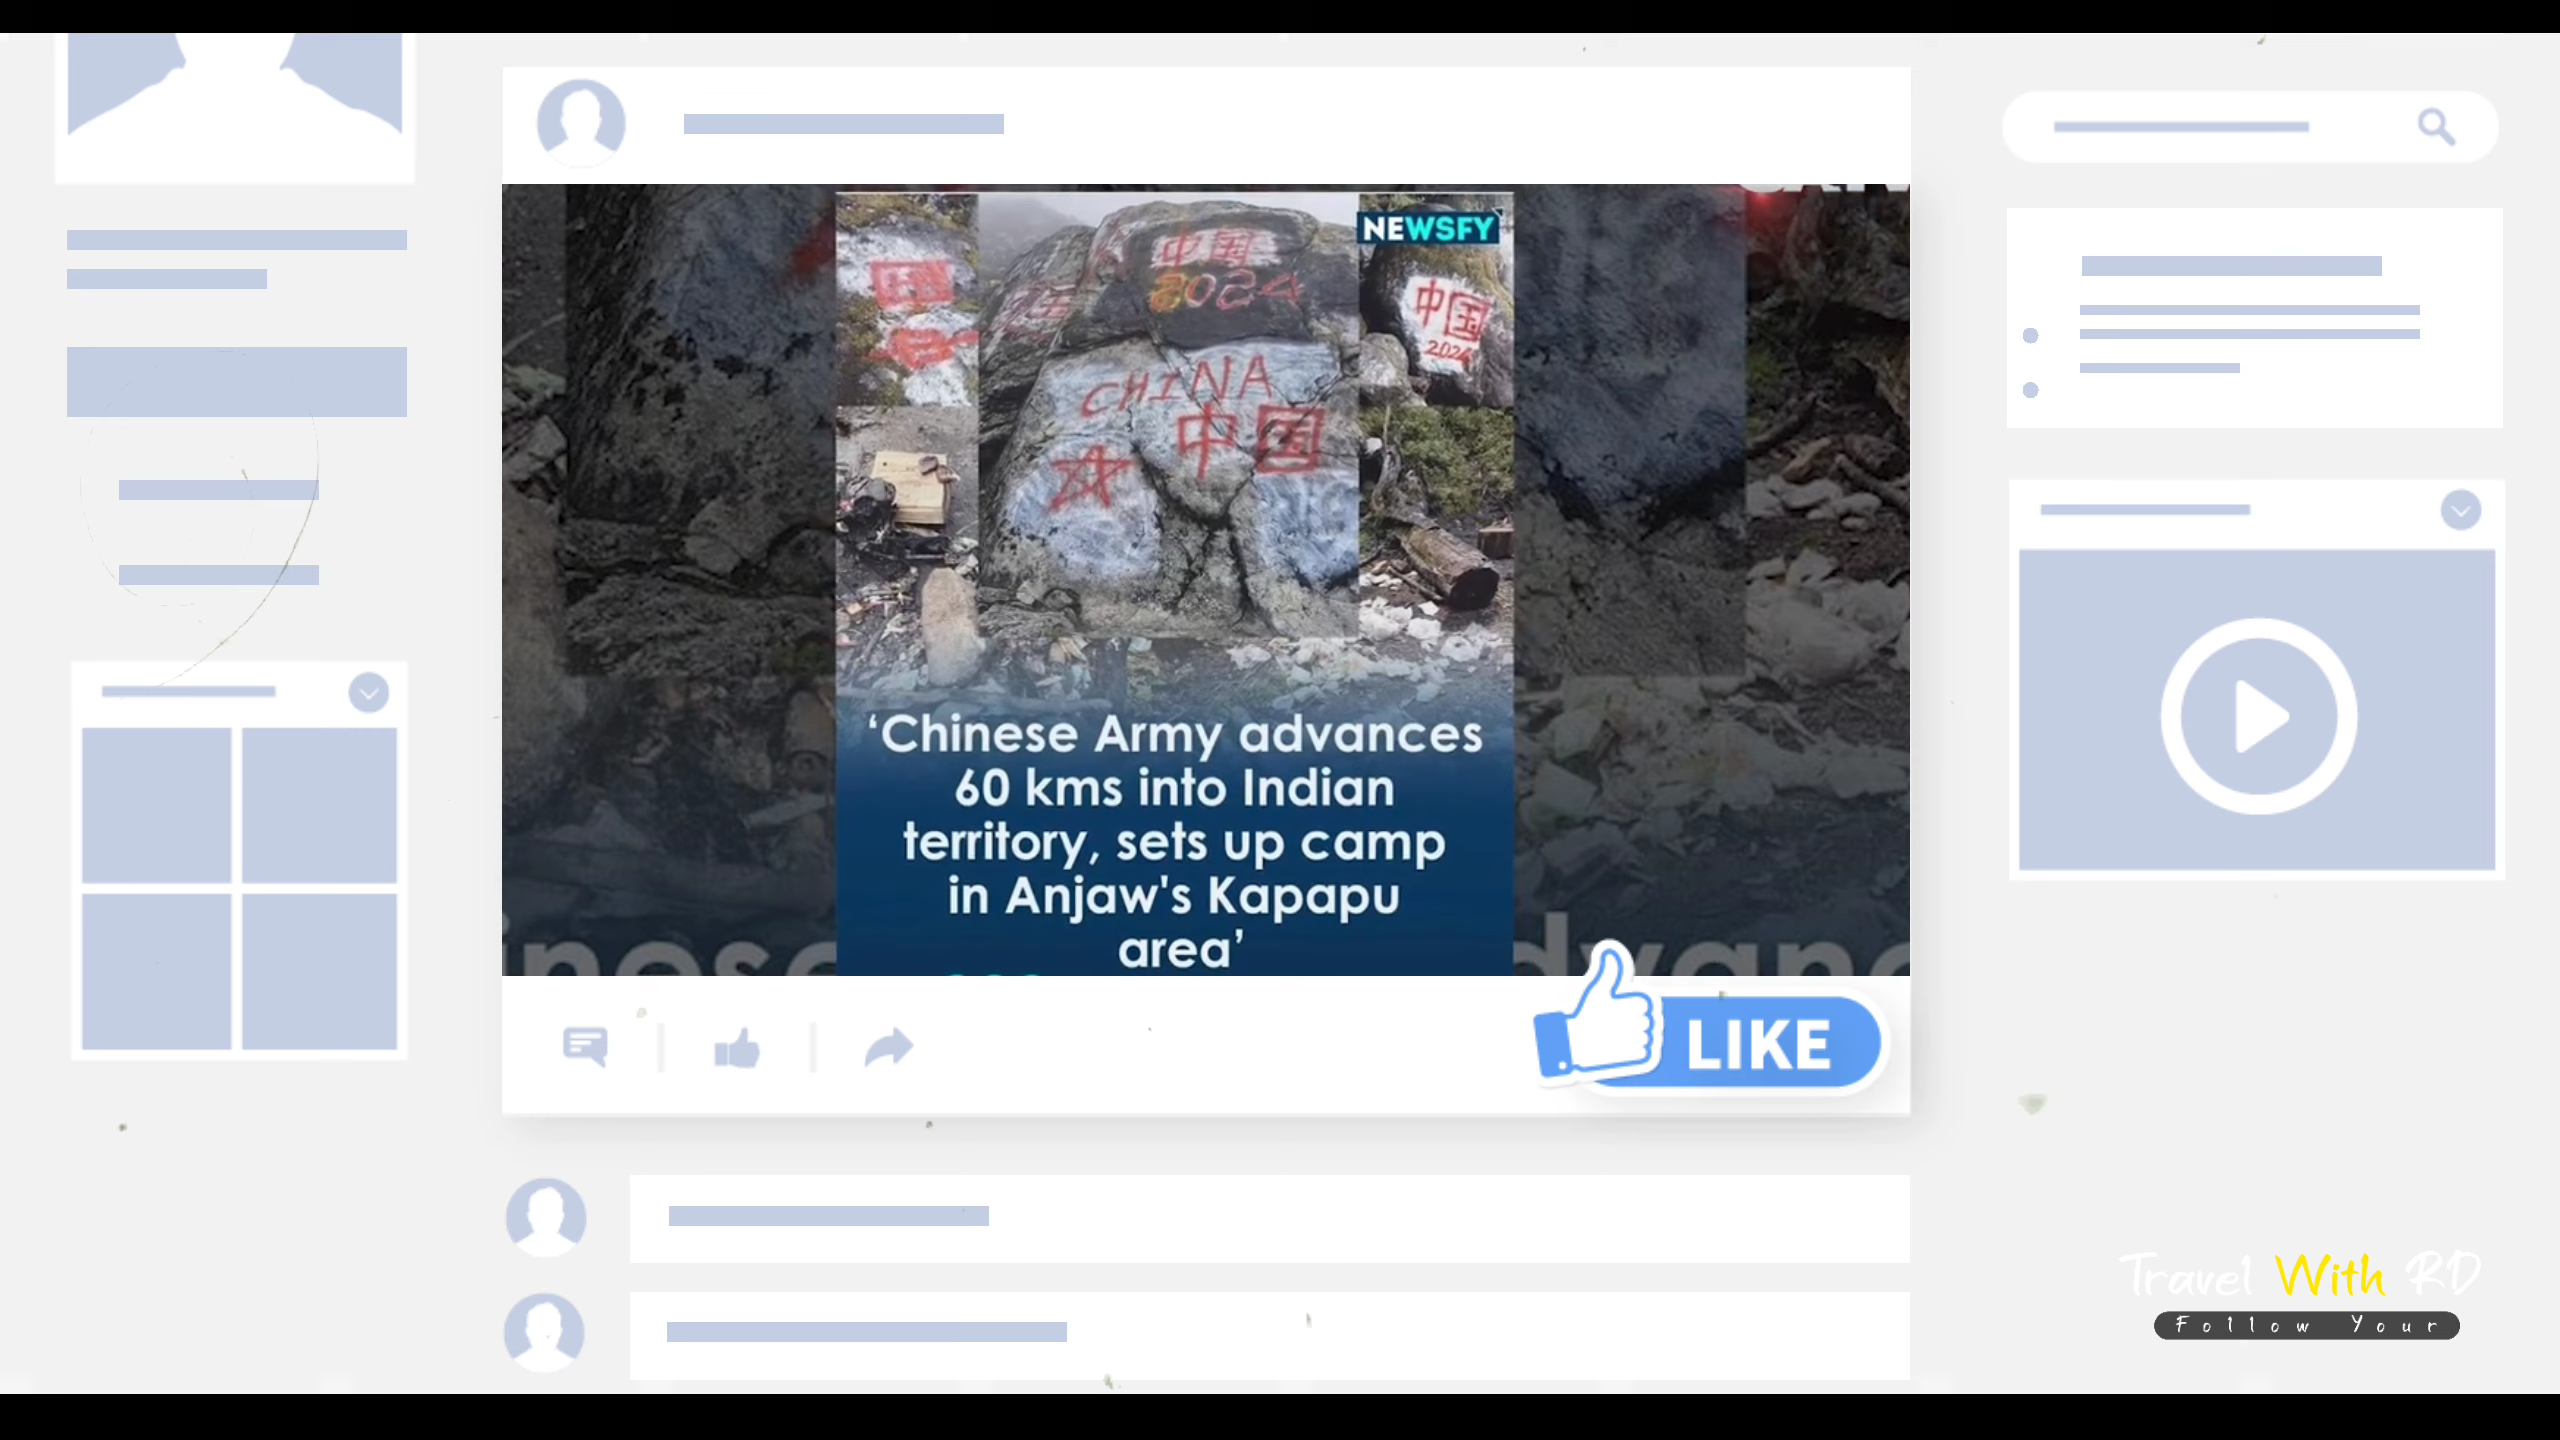 NEWSFY
中国
2024
中国
2024
CHINA
中国
‘Chinese Army advances
60 kms into Indian
territory, sets up camp
in Anjaw's Kapapu
area’
LIKE
Travel With RD
Follow Your